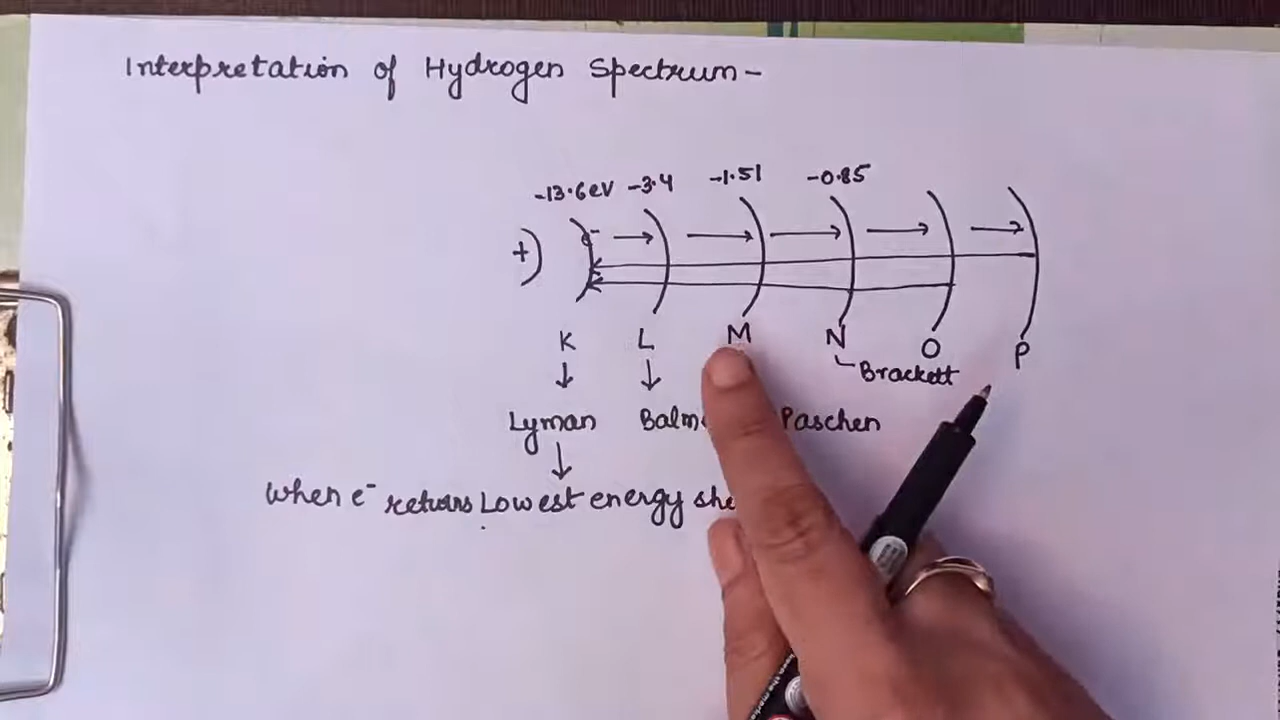 Interpretation of Hydrogen Spectrum-
-13.6eV -3.4 -1.51 -0.85
+ e-
K L M N O P
Brackett
Lyman Paschen
When e- returns Lowest energy